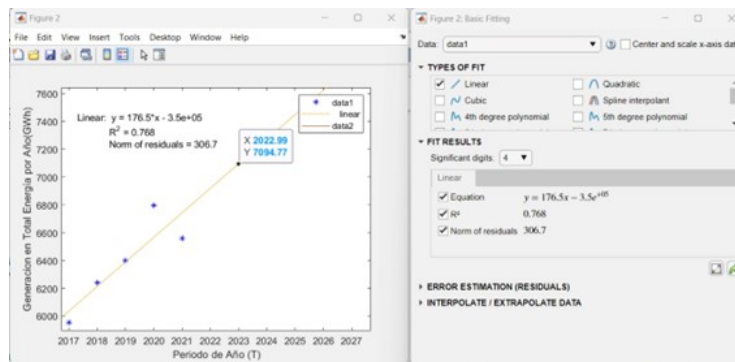 Figure 2
File Edit View Insert Tools Desktop Window Help
7600
7400
7200
7000
6800
6600
6400
6200
6000
Generacion en Total Energía por Año(GWh)
Linear: y = 176.5*x - 3.5e+05
R² = 0.768
Norm of residuals = 306.7
data1
linear
data2
X 2022.99
Y 7094.77
2017 2018 2019 2020 2021 2022 2023 2024 2025 2026 2027
Periodo de Año (T)
Figure 2: Basic Fitting
Data: data1
Center and scale x-axis dat
TYPES OF FIT
Linear
Quadratic
Cubic
Spline interpolant
4th degree polynomial
5th degree polynomial
FIT RESULTS
Significant digits: 4
Linear
Equation y = 176.5x − 3.5e⁺⁰⁵
R² 0.768
Norm of residuals 306.7
ERROR ESTIMATION (RESIDUALS)
INTERPOLATE / EXTRAPOLATE DATA